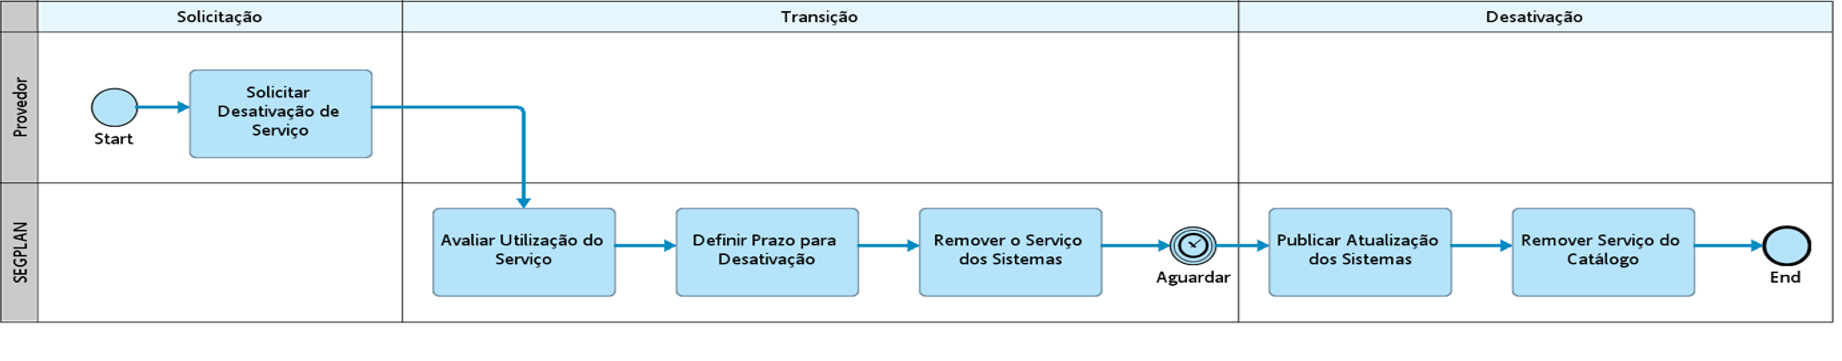 Solicitação
Transição
Desativação
Provedor
Start
Solicitar
Desativação de
Serviço
SEGPLAN
Avaliar Utilização do
Serviço
Definir Prazo para
Desativação
Remover o Serviço
dos Sistemas
Aguardar
Publicar Atualização
dos Sistemas
Remover Serviço do
Catálogo
End